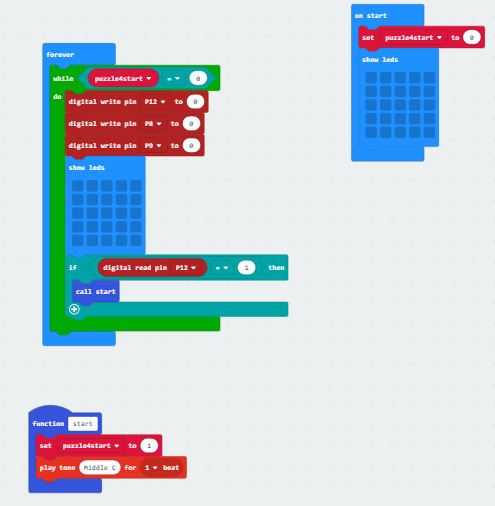 on start
set puzzle4start to 0
show leds
forever
while puzzle4start = 0
do
digital write pin P12 to 0
digital write pin P8 to 0
digital write pin P9 to 0
show leds
if digital read pin P12 = 1 then
call start
function start
set puzzle4start to 1
play tone Middle C for 1 beat